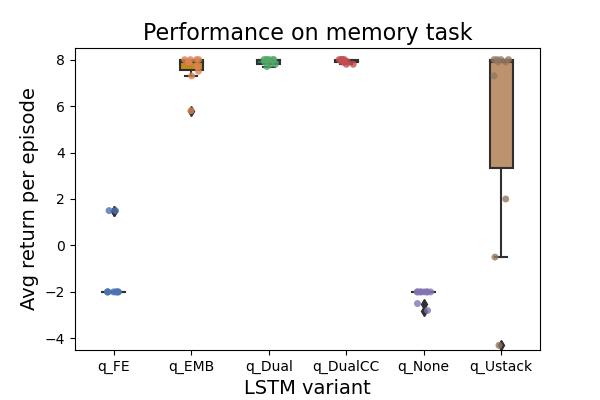 Performance on memory task
Avg return per episode
8
6
4
2
0
−2
−4
q_FE q_EMB q_Dual q_DualCC q_None q_Ustack
LSTM variant